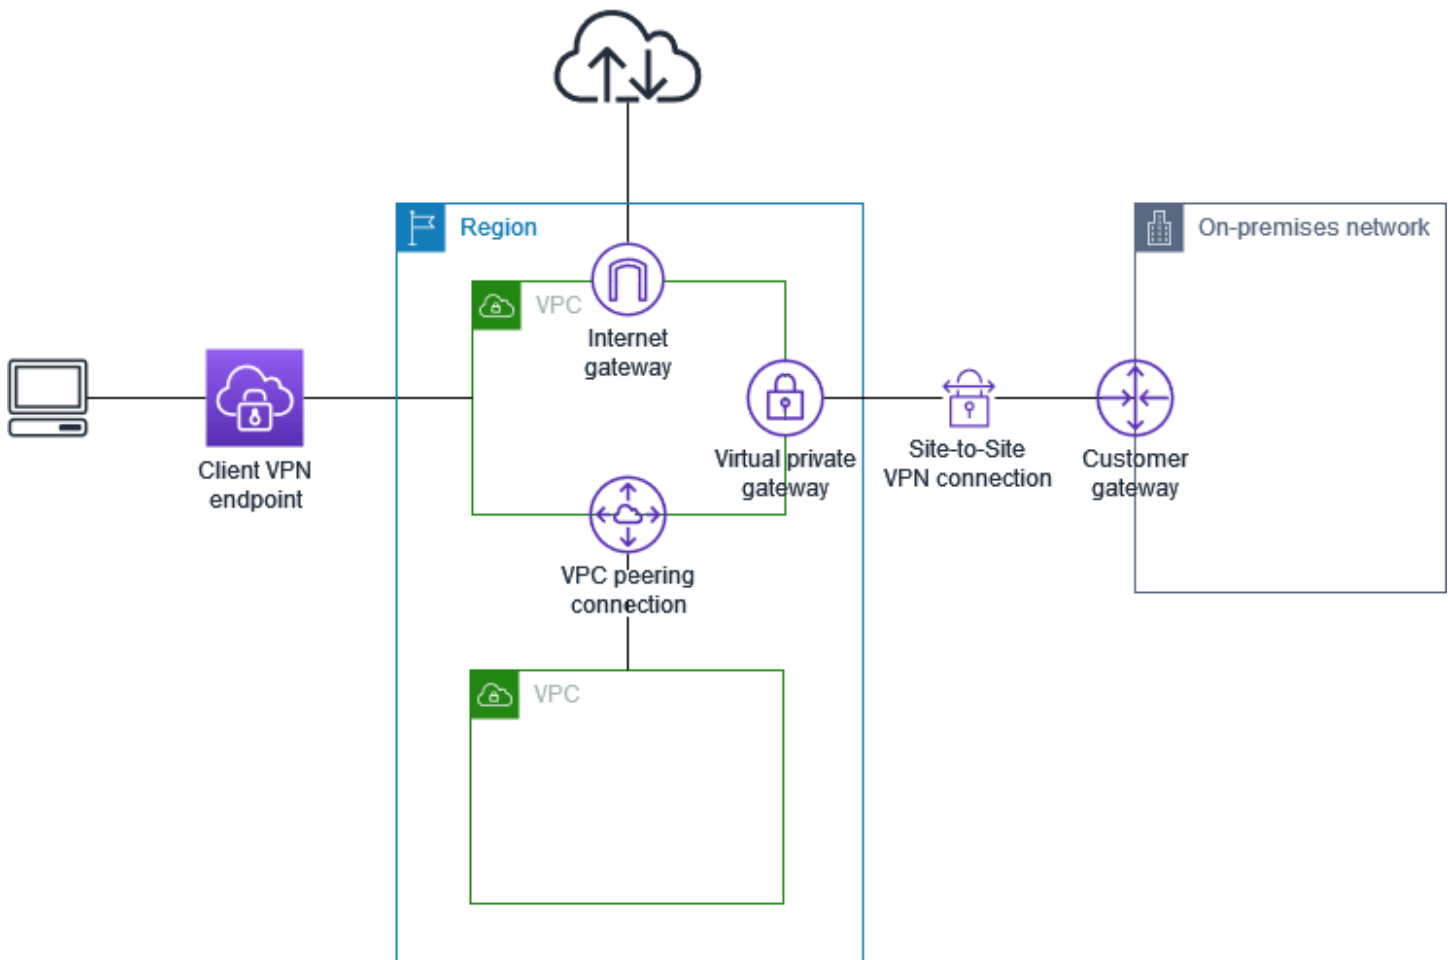 Region
On-premises network
VPC
Internet
gateway
Client VPN
endpoint
Virtual private
gateway
Site-to-Site
VPN connection
Customer
gateway
VPC peering
connection
VPC